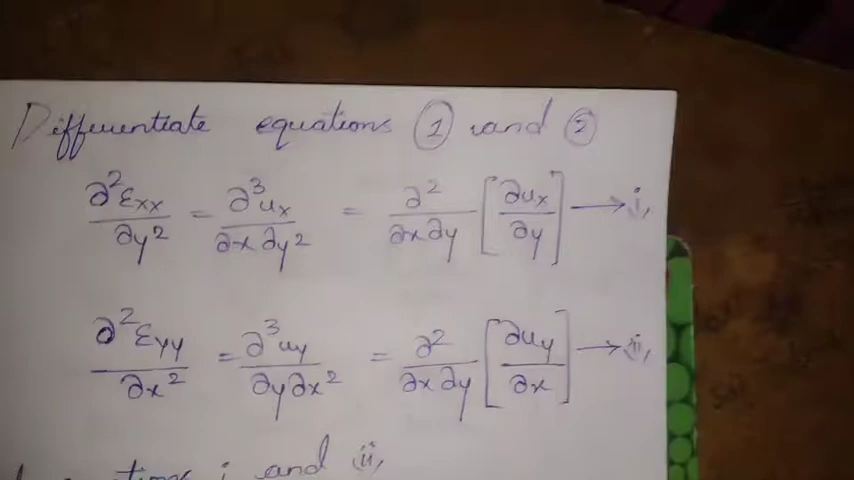 Differentiate equations ① and ②
∂²εxx/∂y² = ∂³ux/∂x∂y² = ∂²/∂x∂y [∂ux/∂y] → i,
∂²εyy/∂x² = ∂³uy/∂y∂x² = ∂²/∂x∂y [∂uy/∂x] → ii,
i and ii,